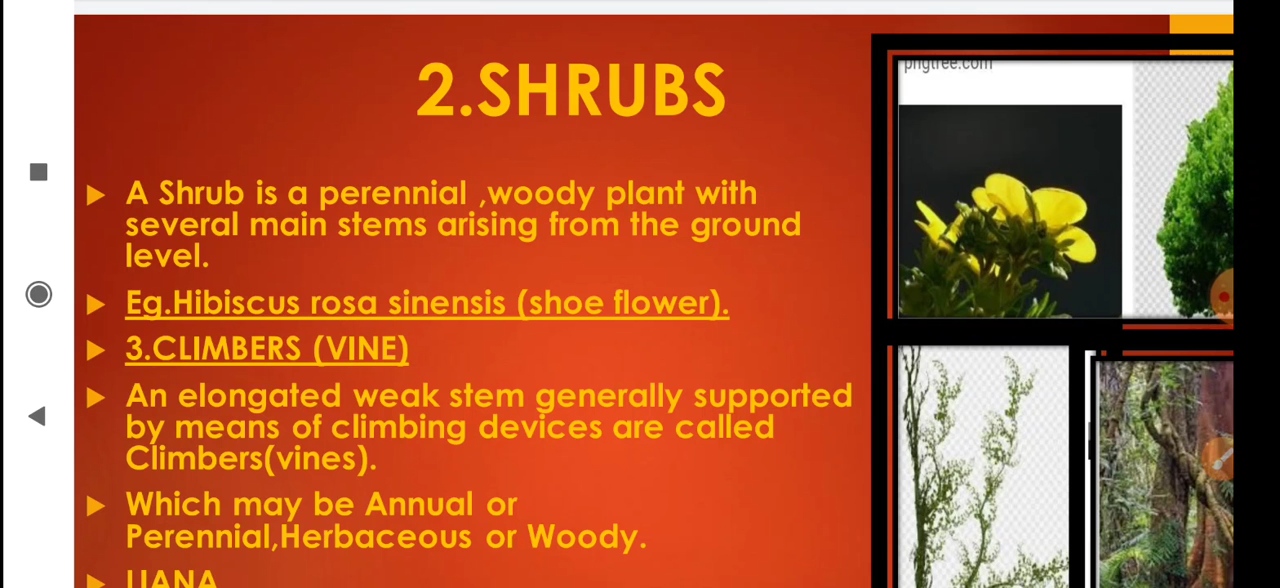 2.SHRUBS
pngtree.com
A Shrub is a perennial ,woody plant with
several main stems arising from the ground
level.
Eg.Hibiscus rosa sinensis (shoe flower).
3.CLIMBERS (VINE)
An elongated weak stem generally supported
by means of climbing devices are called
Climbers(vines).
Which may be Annual or
Perennial,Herbaceous or Woody.
LIANA